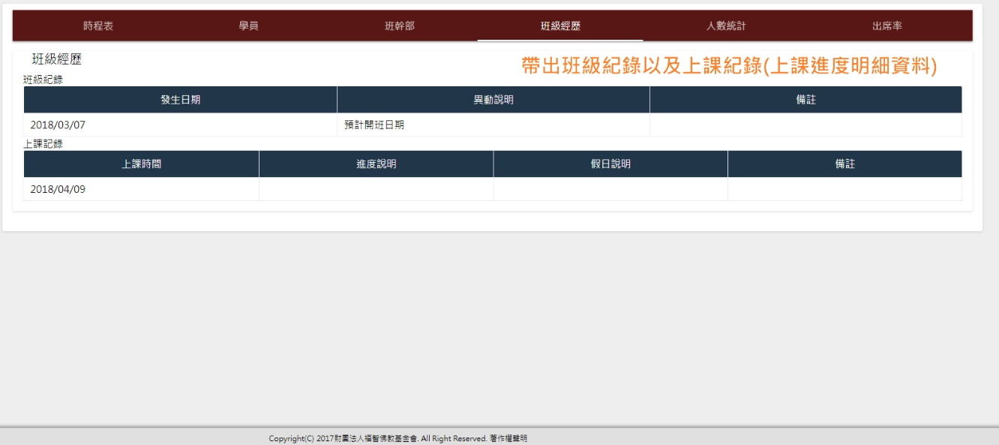 時程表 學員 班幹部 班級經歷 人數統計 出席率
班級經歷
帶出班級紀錄以及上課紀錄(上課進度明細資料)
班級紀錄
發生日期 異動說明 備註
2018/03/07 預計開班日期
上課記錄
上課時間 進度說明 假日說明 備註
2018/04/09
Copyright(C) 2017財團法人福智佛教基金會. All Right Reserved. 著作權聲明